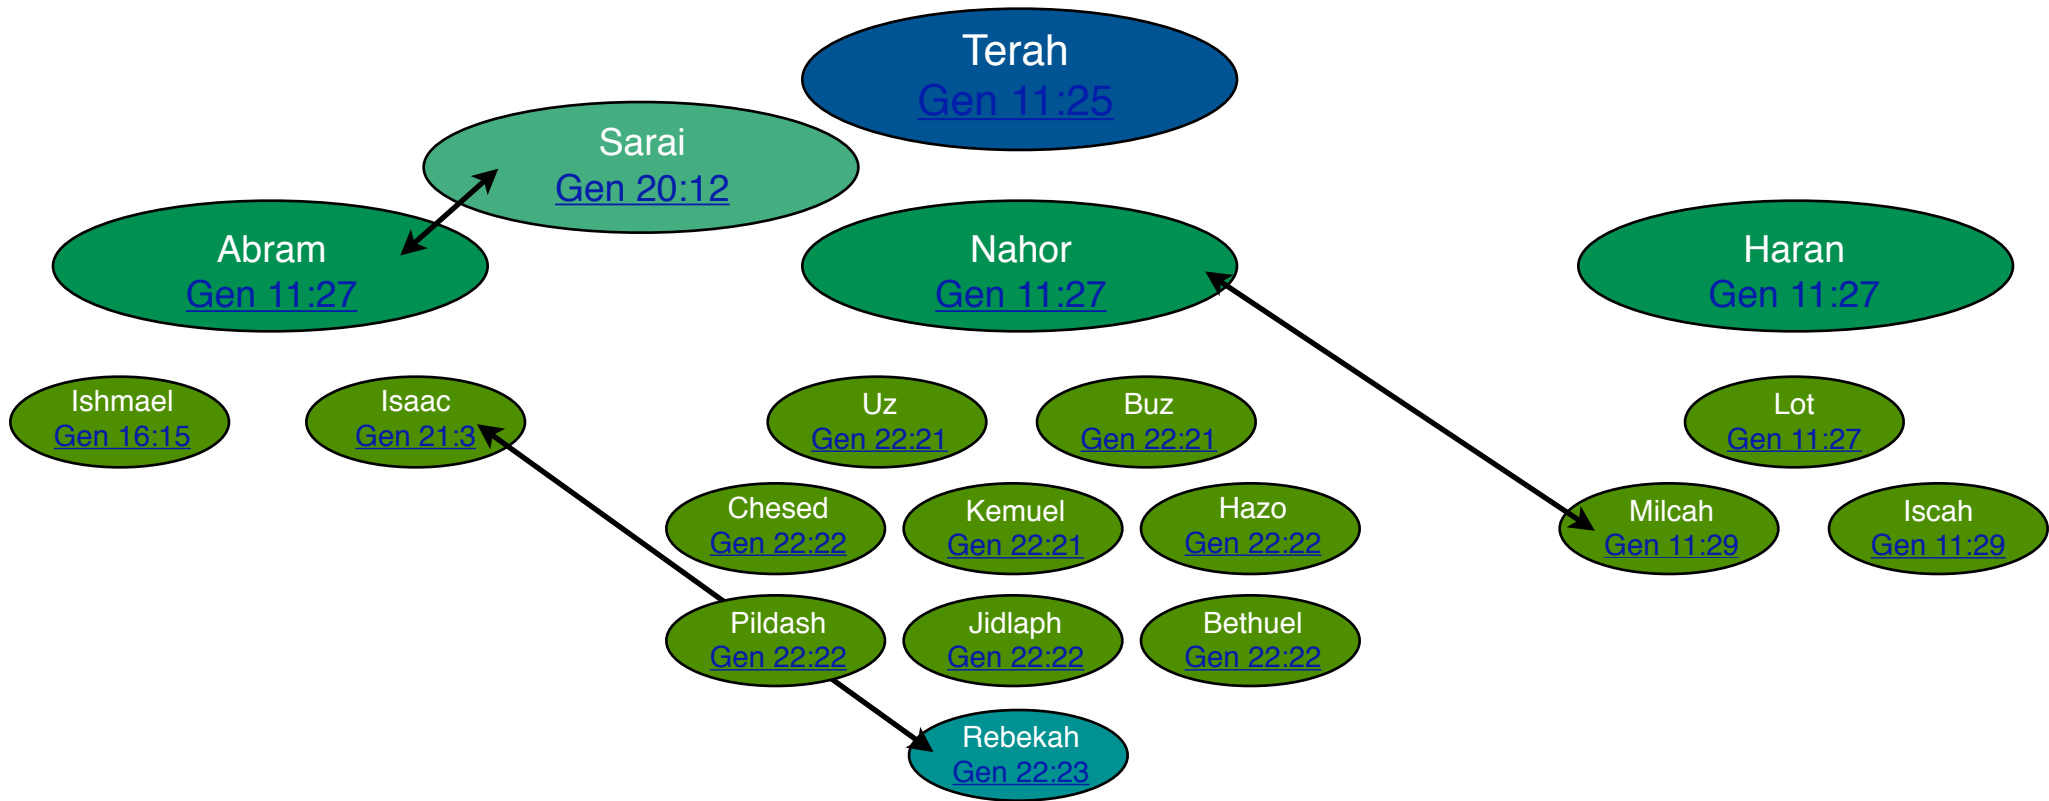 Terah
Gen 11:25
Sarai
Gen 20:12
Abram
Gen 11:27
Nahor
Gen 11:27
Haran
Gen 11:27
Ishmael
Gen 16:15
Isaac
Gen 21:3
Uz
Gen 22:21
Buz
Gen 22:21
Lot
Gen 11:27
Chesed
Gen 22:22
Kemuel
Gen 22:21
Hazo
Gen 22:22
Milcah
Gen 11:29
Iscah
Gen 11:29
Pildash
Gen 22:22
Jidlaph
Gen 22:22
Bethuel
Gen 22:22
Rebekah
Gen 22:23